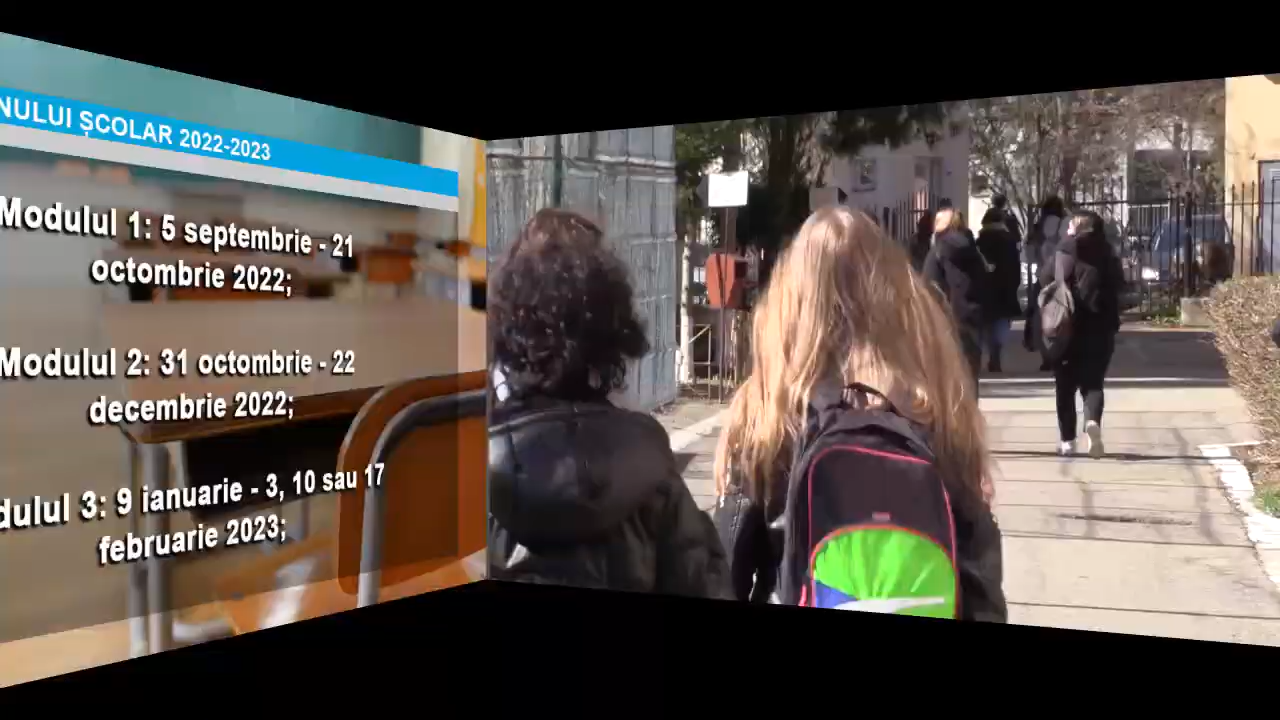 NULUI ȘCOLAR 2022-2023
Modulul 1: 5 septembrie - 21
octombrie 2022;
Modulul 2: 31 octombrie - 22
decembrie 2022;
dulul 3: 9 ianuarie - 3, 10 sau 17
februarie 2023;